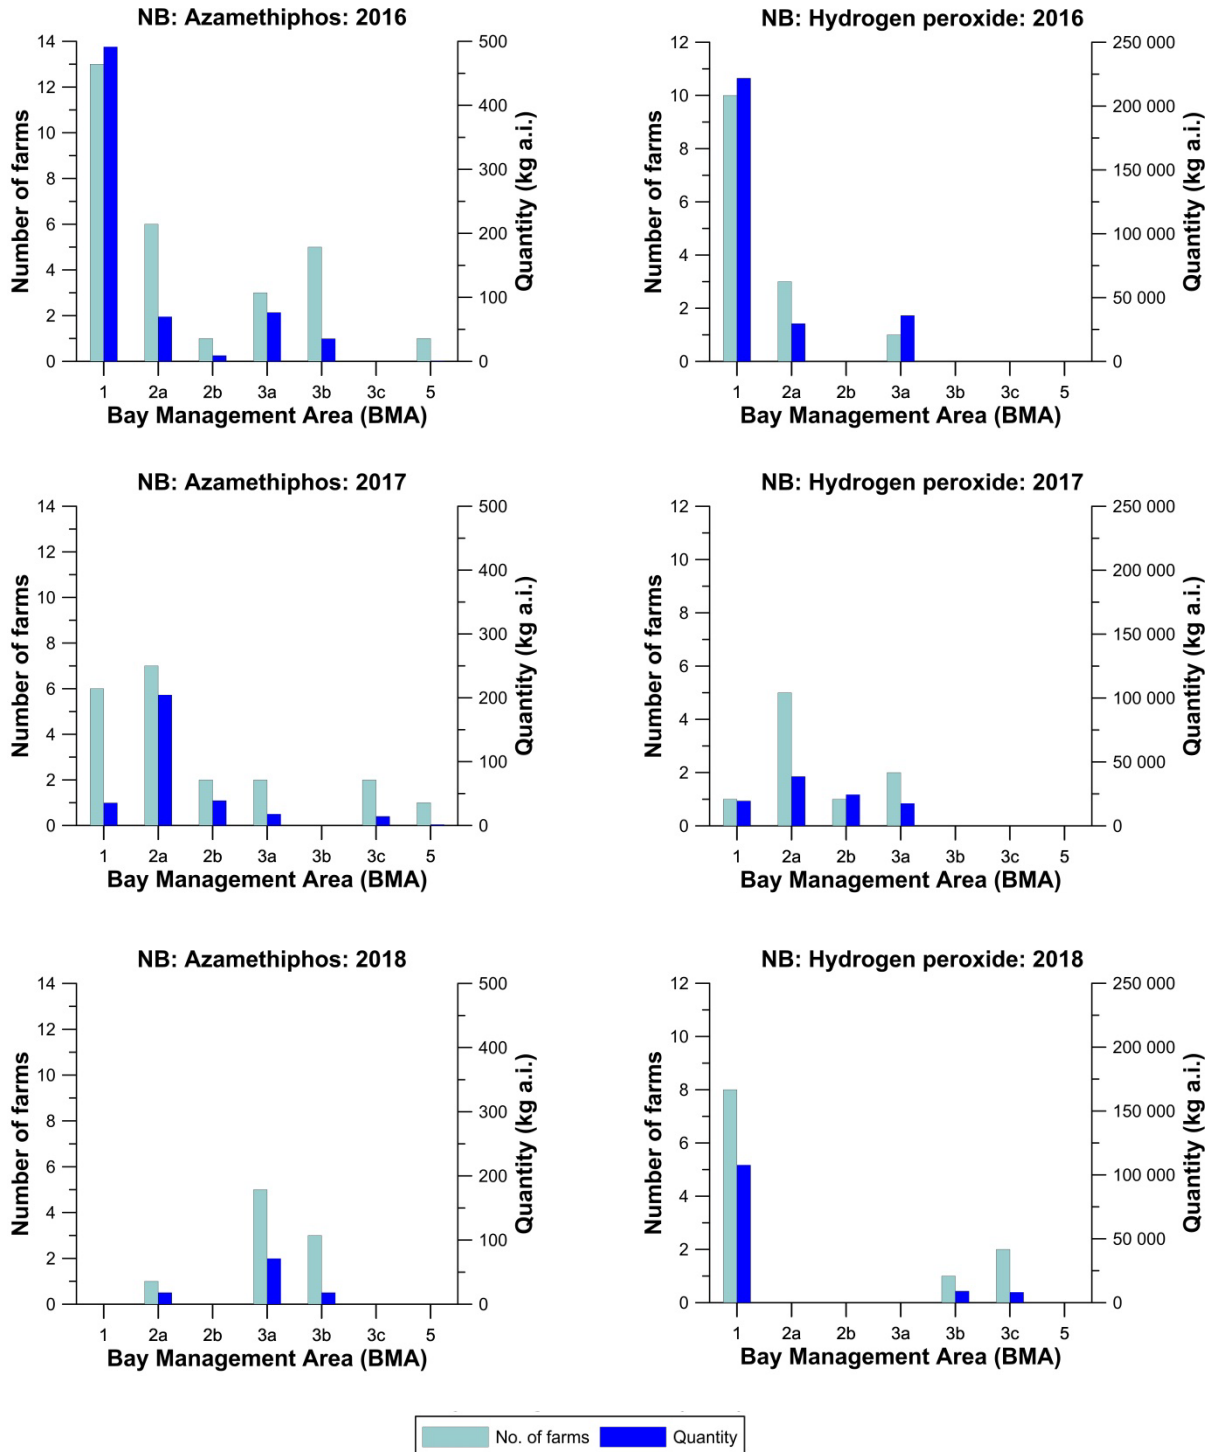 NB: Azamethiphos: 2016
14
12
10
8
6
4
2
0
Number of farms
500
400
300
200
100
0
Quantity (kg a.i.)
1 2a 2b 3a 3b 3c 5
Bay Management Area (BMA)
NB: Hydrogen peroxide: 2016
12
10
8
6
4
2
0
Number of farms
250 000
200 000
150 000
100 000
50 000
0
Quantity (kg a.i.)
1 2a 2b 3a 3b 3c 5
Bay Management Area (BMA)
NB: Azamethiphos: 2017
14
12
10
8
6
4
2
0
Number of farms
500
400
300
200
100
0
Quantity (kg a.i.)
1 2a 2b 3a 3b 3c 5
Bay Management Area (BMA)
NB: Hydrogen peroxide: 2017
12
10
8
6
4
2
0
Number of farms
250 000
200 000
150 000
100 000
50 000
0
Quantity (kg a.i.)
1 2a 2b 3a 3b 3c 5
Bay Management Area (BMA)
NB: Azamethiphos: 2018
14
12
10
8
6
4
2
0
Number of farms
500
400
300
200
100
0
Quantity (kg a.i.)
1 2a 2b 3a 3b 3c 5
Bay Management Area (BMA)
NB: Hydrogen peroxide: 2018
12
10
8
6
4
2
0
Number of farms
250 000
200 000
150 000
100 000
50 000
0
Quantity (kg a.i.)
1 2a 2b 3a 3b 3c 5
Bay Management Area (BMA)
No. of farms Quantity